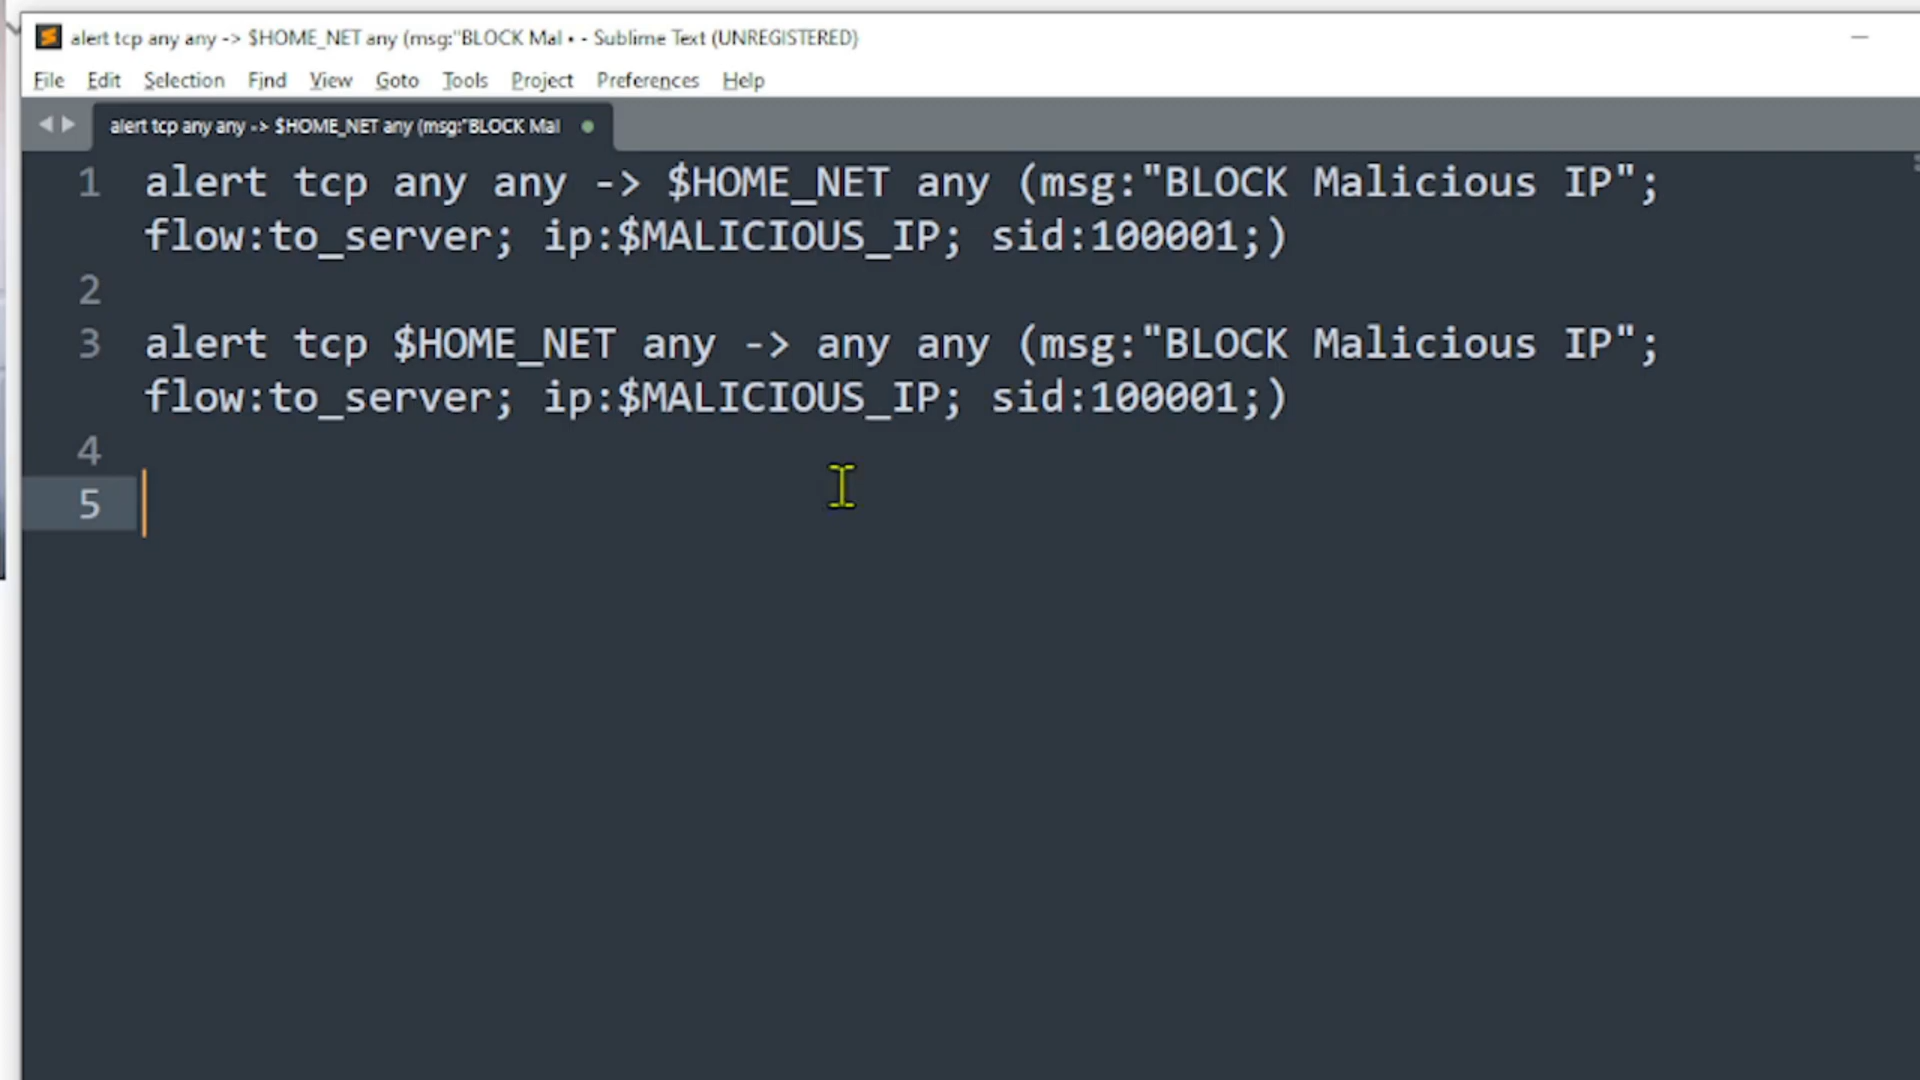 alert tcp any any -> $HOME_NET any (msg:"BLOCK Mal • - Sublime Text (UNREGISTERED)
File Edit Selection Find View Goto Tools Project Preferences Help
alert tcp any any -> $HOME_NET any (msg:"BLOCK Mal
1 alert tcp any any -> $HOME_NET any (msg:"BLOCK Malicious IP";
flow:to_server; ip:$MALICIOUS_IP; sid:100001;)
2
3 alert tcp $HOME_NET any -> any any (msg:"BLOCK Malicious IP";
flow:to_server; ip:$MALICIOUS_IP; sid:100001;)
4
5